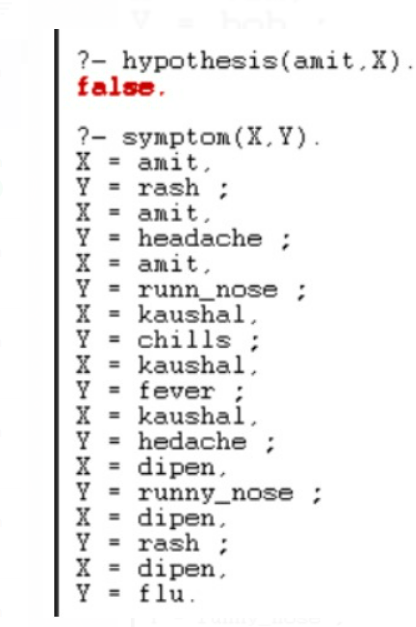 ?- hypothesis(amit,X).
false.
?- symptom(X,Y).
X = amit,
Y = rash ;
X = amit,
Y = headache ;
X = amit,
Y = runn_nose ;
X = kaushal,
Y = chills ;
X = kaushal,
Y = fever ;
X = kaushal,
Y = hedache ;
X = dipen,
Y = runny_nose ;
X = dipen,
Y = rash ;
X = dipen,
Y = flu.